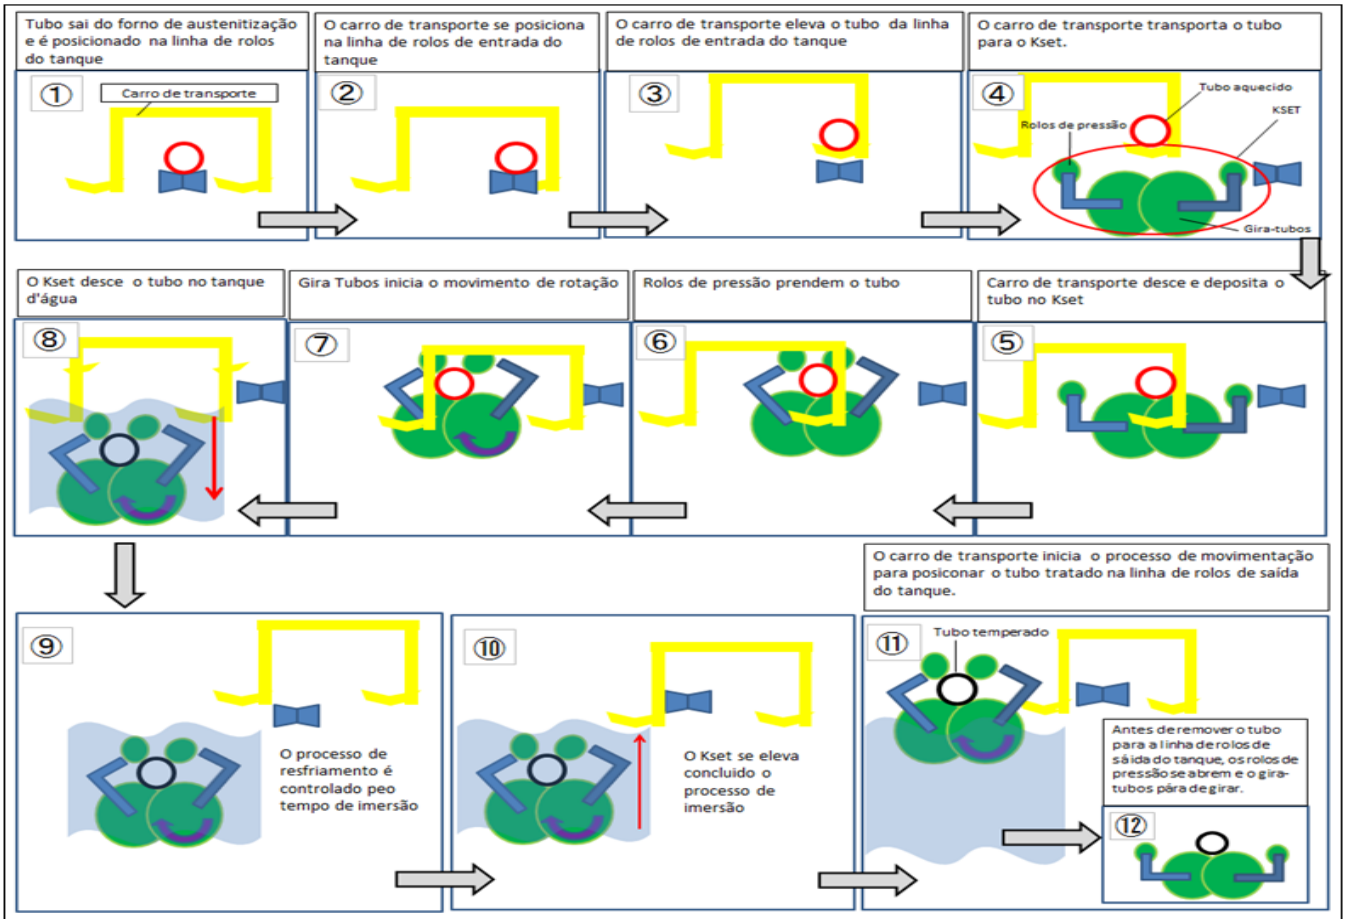 Tubo sai do forno de austenitização
e é posicionado na linha de rolos
do tanque
O carro de transporte se posiciona
na linha de rolos de entrada do
tanque
O carro de transporte eleva o tubo da linha
de rolos de entrada do tanque
O carro de transporte transporta o tubo
para o Kset.
①
Carro de transporte
②
③
④
Tubo aquecido
KSET
Rolos de pressão
Gira-tubos
Carro de transporte desce e deposita o
tubo no Kset
⑤
Rolos de pressão prendem o tubo
⑥
Gira Tubos inicia o movimento de rotação
⑦
O Kset desce o tubo no tanque
d'água
⑧
⑨
O processo de
resfriamento é
controlado peo
tempo de imersão
⑩
O Kset se eleva
concluido o
processo de
imersão
O carro de transporte inicia o processo de movimentação
para posiconar o tubo tratado na linha de rolos de saída
do tanque.
⑪
Tubo temperado
Antes de remover o tubo
para a linha de rolos de
sáida do tanque, os rolos de
pressão se abrem e o gira-
tubos pára de girar.
⑫